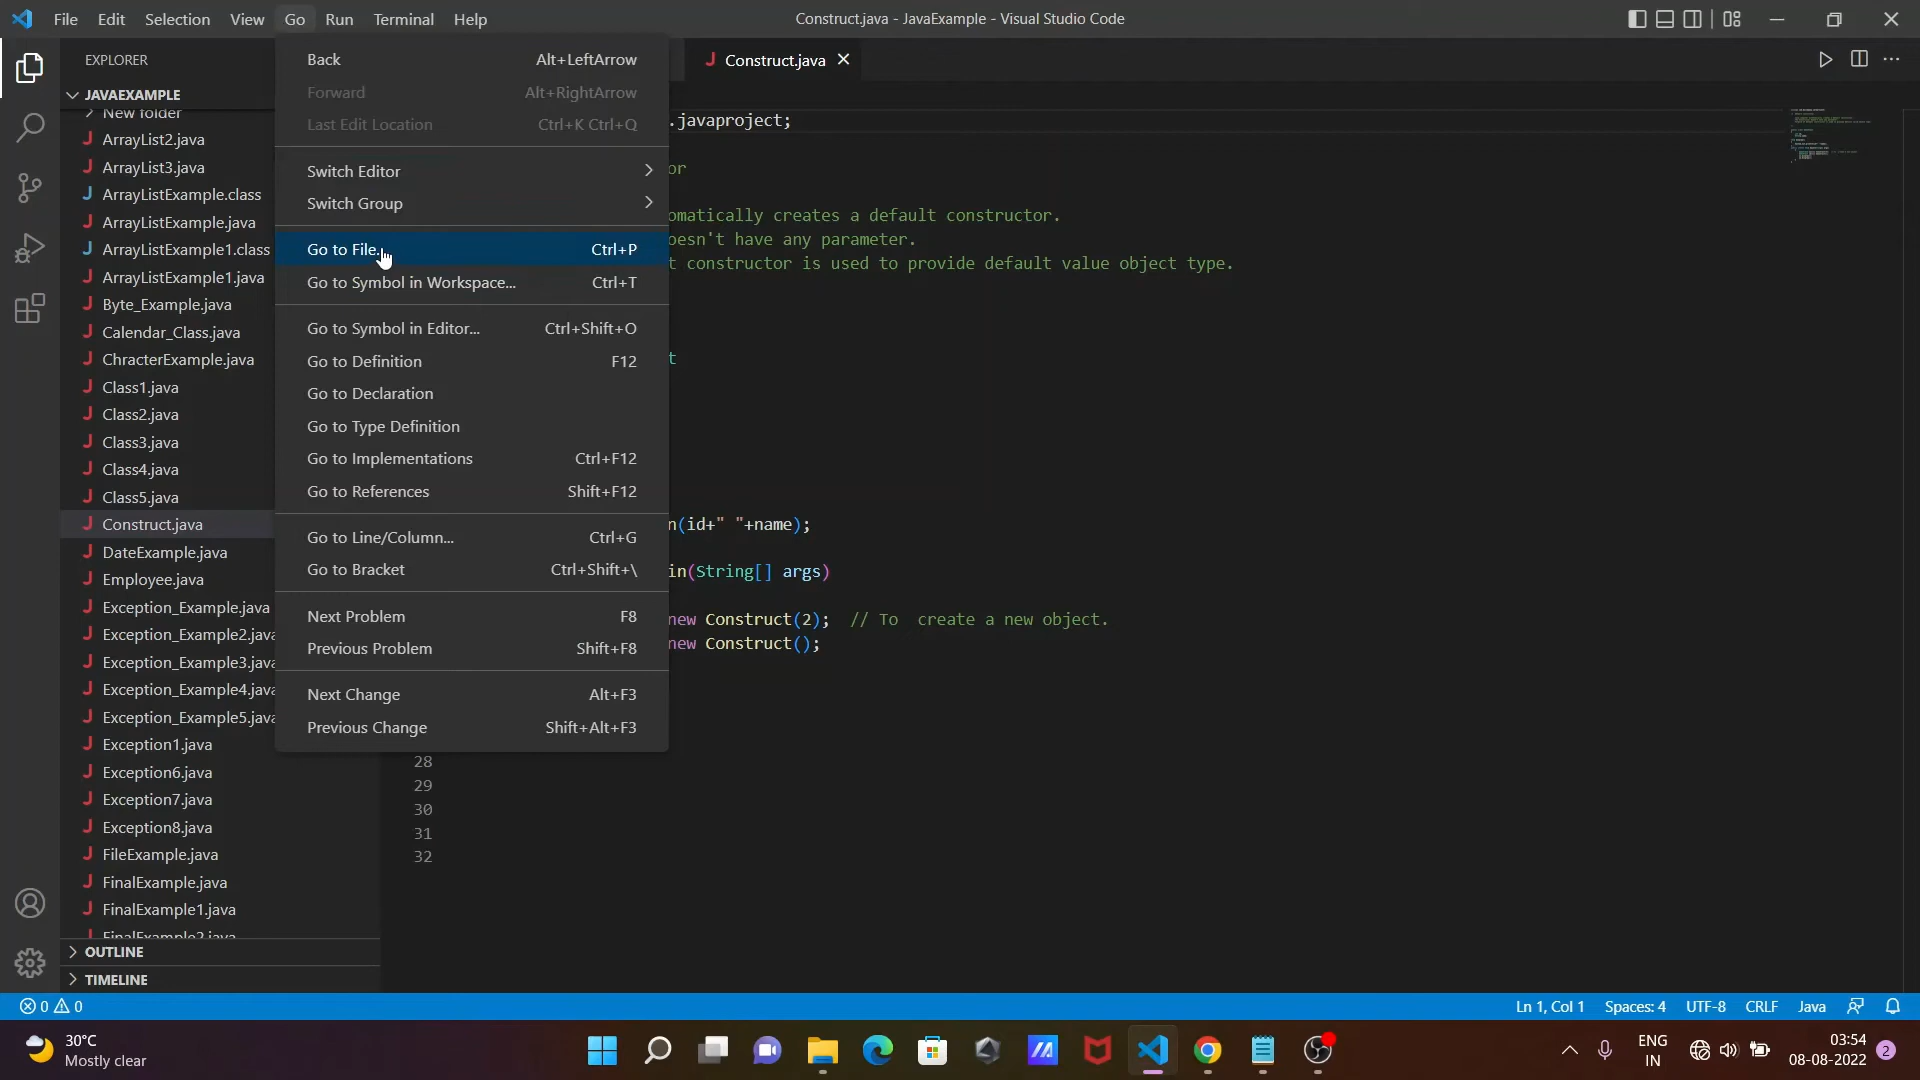 File Edit Selection View Go Run Terminal Help
Construct.java - JavaExample - Visual Studio Code
EXPLORER
JAVAEXAMPLE
New folder
ArrayList2.java
ArrayList3.java
ArrayListExample.class
ArrayListExample.java
ArrayListExample1.class
ArrayListExample1.java
Byte_Example.java
Calendar_Class.java
ChracterExample.java
Class1.java
Class2.java
Class3.java
Class4.java
Class5.java
Construct.java
DateExample.java
Employee.java
Exception_Example.java
Exception_Example2.java
Exception_Example3.java
Exception_Example4.java
Exception_Example5.java
Exception1.java
Exception6.java
Exception7.java
Exception8.java
FileExample.java
FinalExample.java
FinalExample1.java
FinalExample2.java
OUTLINE
TIMELINE
Back Alt+LeftArrow
Forward Alt+RightArrow
Last Edit Location Ctrl+K Ctrl+Q
Switch Editor
Switch Group
Go to File... Ctrl+P
Go to Symbol in Workspace... Ctrl+T
Go to Symbol in Editor... Ctrl+Shift+O
Go to Definition F12
Go to Declaration
Go to Type Definition
Go to Implementations Ctrl+F12
Go to References Shift+F12
Go to Line/Column... Ctrl+G
Go to Bracket Ctrl+Shift+\
Next Problem F8
Previous Problem Shift+F8
Next Change Alt+F3
Previous Change Shift+Alt+F3
Construct.java
.javaproject;
or
omatically creates a default constructor.
oesn't have any parameter.
t constructor is used to provide default value object type.
t
n(id+" "+name);
in(String[] args)
new Construct(2); // To create a new object.
new Construct();
28
29
30
31
32
0 0
Ln 1, Col 1 Spaces: 4 UTF-8 CRLF Java
30°C
Mostly clear
ENG
IN
03:54
08-08-2022
2